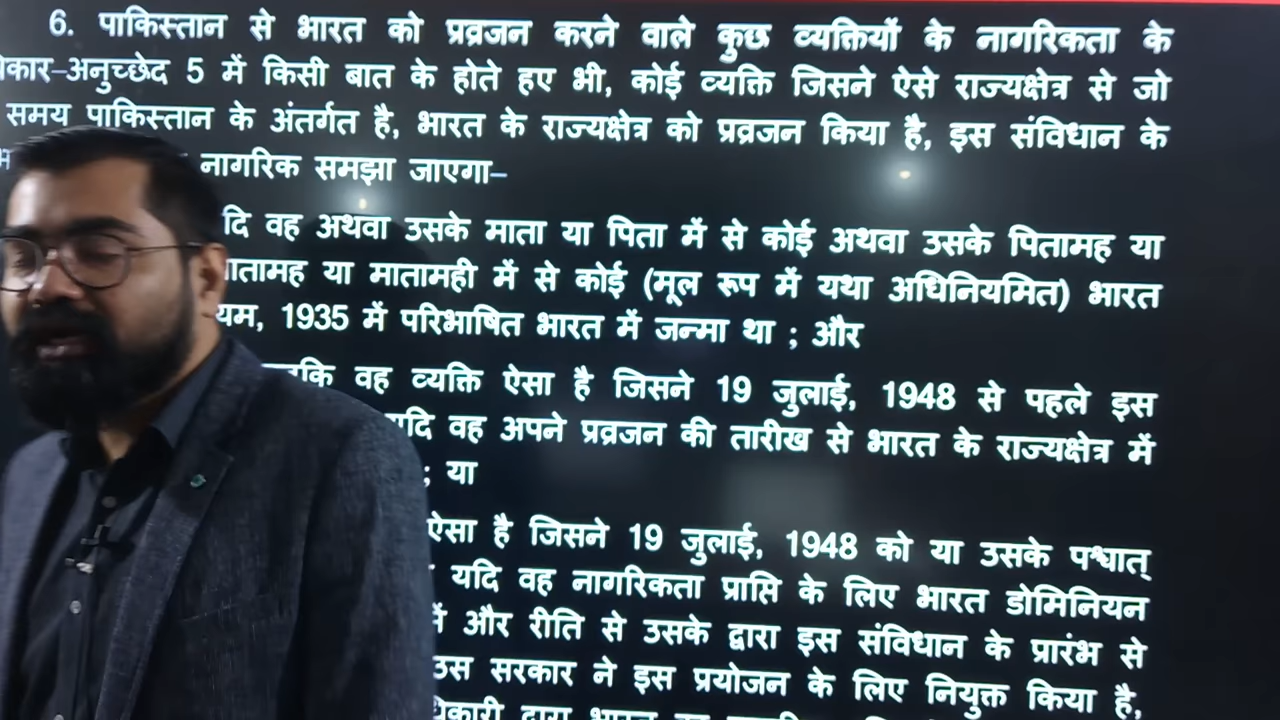 6. पाकिस्तान से भारत को प्रव्रजन करने वाले कुछ व्यक्तियों के नागरिकता के
कार–अनुच्छेद 5 में किसी बात के होते हए भी, कोई व्यक्ति जिसने ऐसे राज्यक्षेत्र से जो
समय पाकिस्तान के अंतर्गत है, भारत के राज्यक्षेत्र को प्रव्रजन किया है, इस संविधान के
नागरिक समझा जाएगा–
दि वह अथवा उसके माता या पिता में से कोई अथवा उसके पितामह या
ातामह या मातामही में से कोई (मूल रूप में यथा अधिनियमित) भारत
यम, 1935 में परिभाषित भारत में जन्मा था ; और
कि वह व्यक्ति ऐसा है जिसने 19 जुलाई, 1948 से पहले इस
यदि वह अपने प्रव्रजन की तारीख से भारत के राज्यक्षेत्र में
; या
ऐसा है जिसने 19 जुलाई, 1948 को या उसके पश्चात्
यदि वह नागरिकता प्राप्ति के लिए भारत डोमिनियन
में और रीति से उसके द्वारा इस संविधान के प्रारंभ से
उस सरकार ने इस प्रयोजन के लिए नियुक्त किया है,
द्वारा भारत का